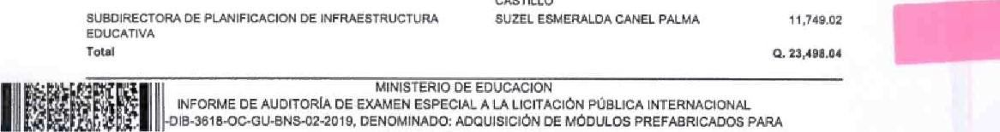 CASTILLO
SUBDIRECTORA DE PLANIFICACION DE INFRAESTRUCTURA SUZEL ESMERALDA CANEL PALMA 11,749.02
EDUCATIVA
Total Q. 23,498.04
MINISTERIO DE EDUCACION
INFORME DE AUDITORÍA DE EXAMEN ESPECIAL A LA LICITACIÓN PÚBLICA INTERNACIONAL
-DIB-3618-OC-GU-BNS-02-2019, DENOMINADO: ADQUISICIÓN DE MÓDULOS PREFABRICADOS PARA